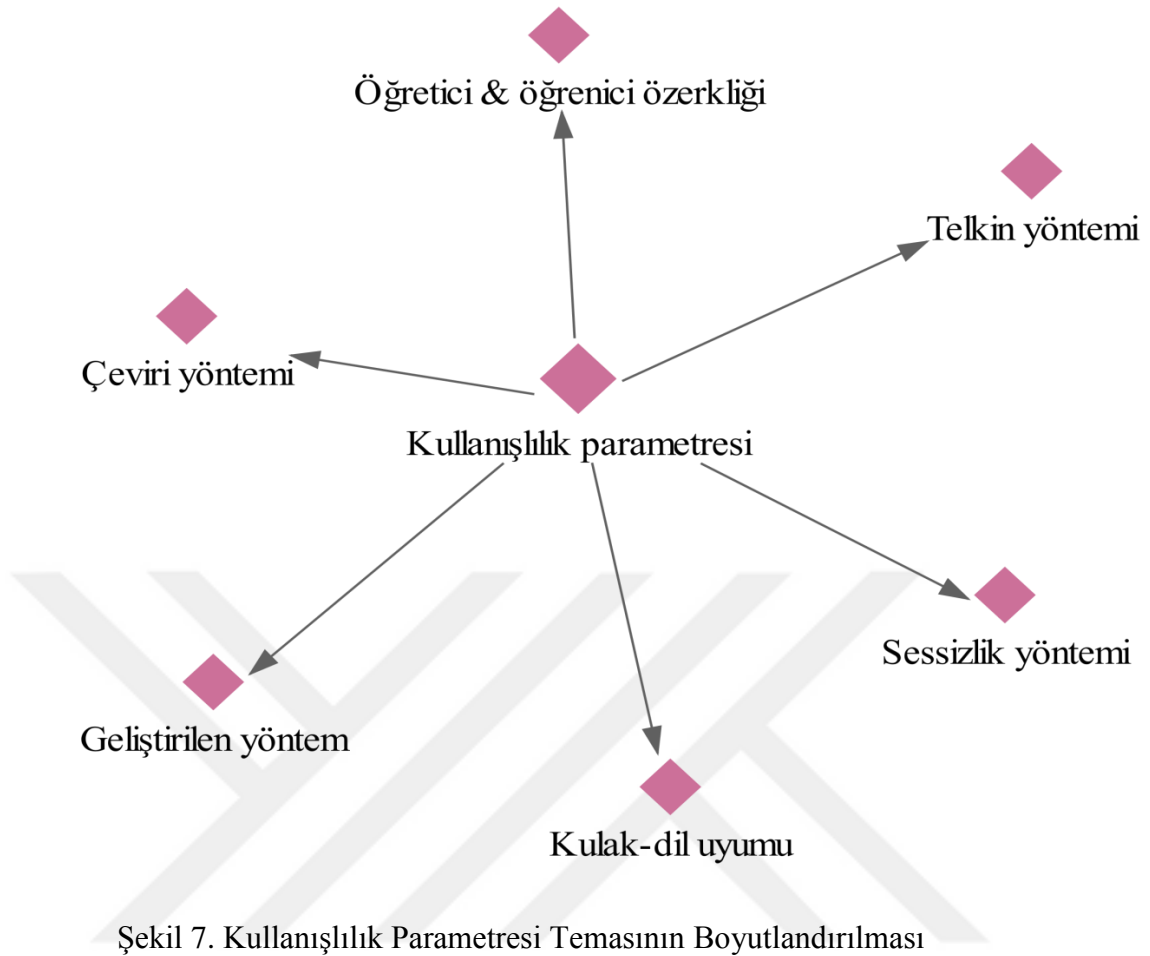 Öğretici & öğrenici özerkliği
Telkin yöntemi
Çeviri yöntemi
Kullanışlılık parametresi
Sessizlik yöntemi
Geliştirilen yöntem
Kulak-dil uyumu
Şekil 7. Kullanışlılık Parametresi Temasının Boyutlandırılması